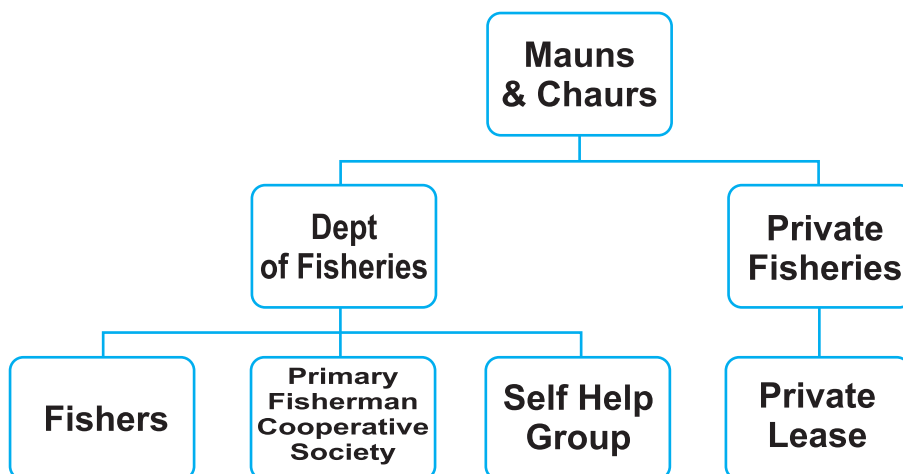 Mauns
& Chaurs
Dept
of Fisheries
Private
Fisheries
Fishers
Primary
Fisherman
Cooperative
Society
Self Help
Group
Private
Lease